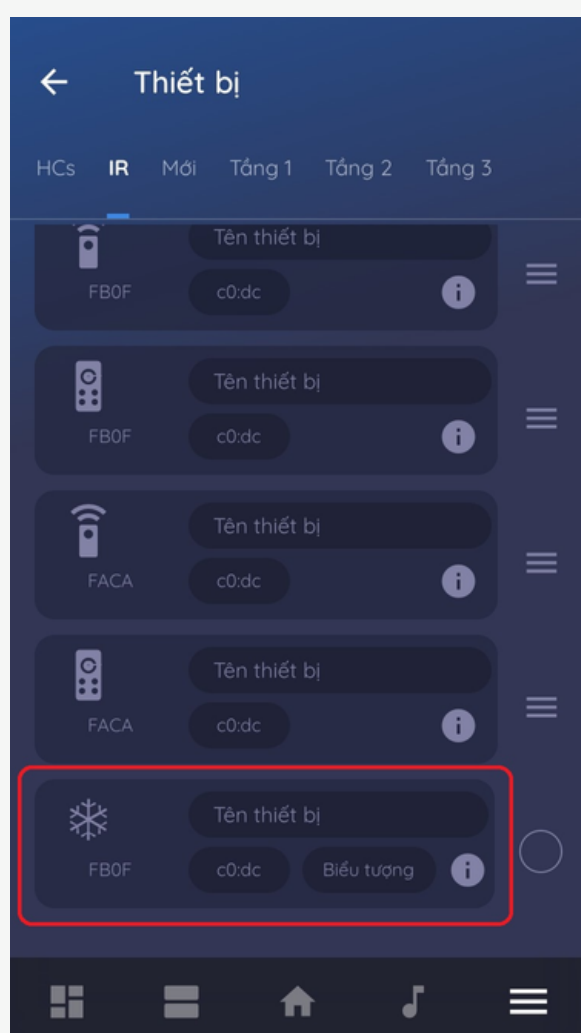 Thiết bị
HCs IR Mới Tầng 1 Tầng 2 Tầng 3
Tên thiết bị
FB0F c0:dc
Tên thiết bị
FB0F c0:dc
Tên thiết bị
FACA c0:dc
Tên thiết bị
FACA c0:dc
Tên thiết bị
FB0F c0:dc Biểu tượng